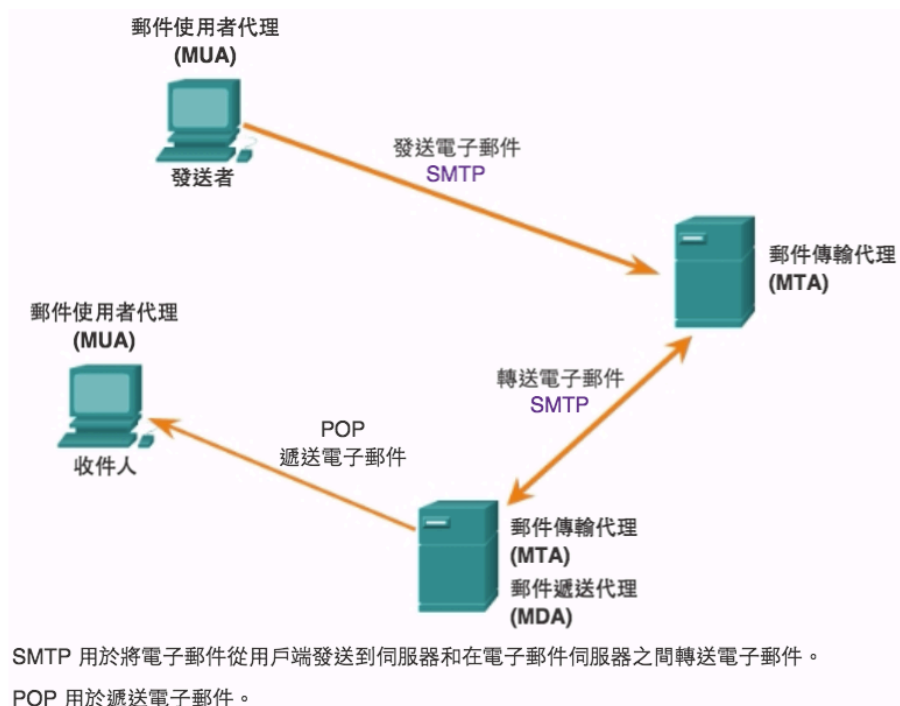 郵件使用者代理
(MUA)
發送者
發送電子郵件
SMTP
郵件傳輸代理
(MTA)
郵件使用者代理
(MUA)
收件人
轉送電子郵件
SMTP
POP
遞送電子郵件
郵件傳輸代理
(MTA)
郵件遞送代理
(MDA)
SMTP 用於將電子郵件從用戶端發送到伺服器和在電子郵件伺服器之間轉送電子郵件。
POP 用於遞送電子郵件。